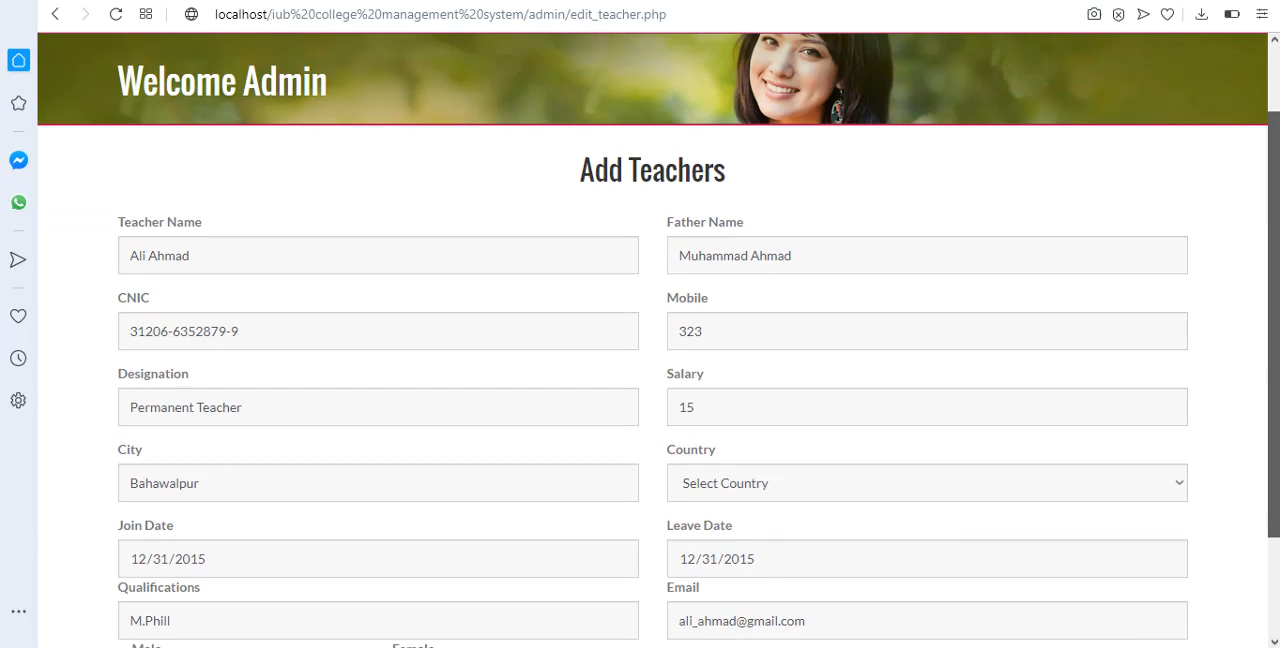 localhost/iub%20college%20management%20system/admin/edit_teacher.php
Welcome Admin
Add Teachers
Teacher Name Father Name
Ali Ahmad Muhammad Ahmad
CNIC Mobile
31206-6352879-9 323
Designation Salary
Permanent Teacher 15
City Country
Bahawalpur Select Country
Join Date Leave Date
12/31/2015 12/31/2015
Qualifications Email
M.Phill ali_ahmad@gmail.com
Male Female